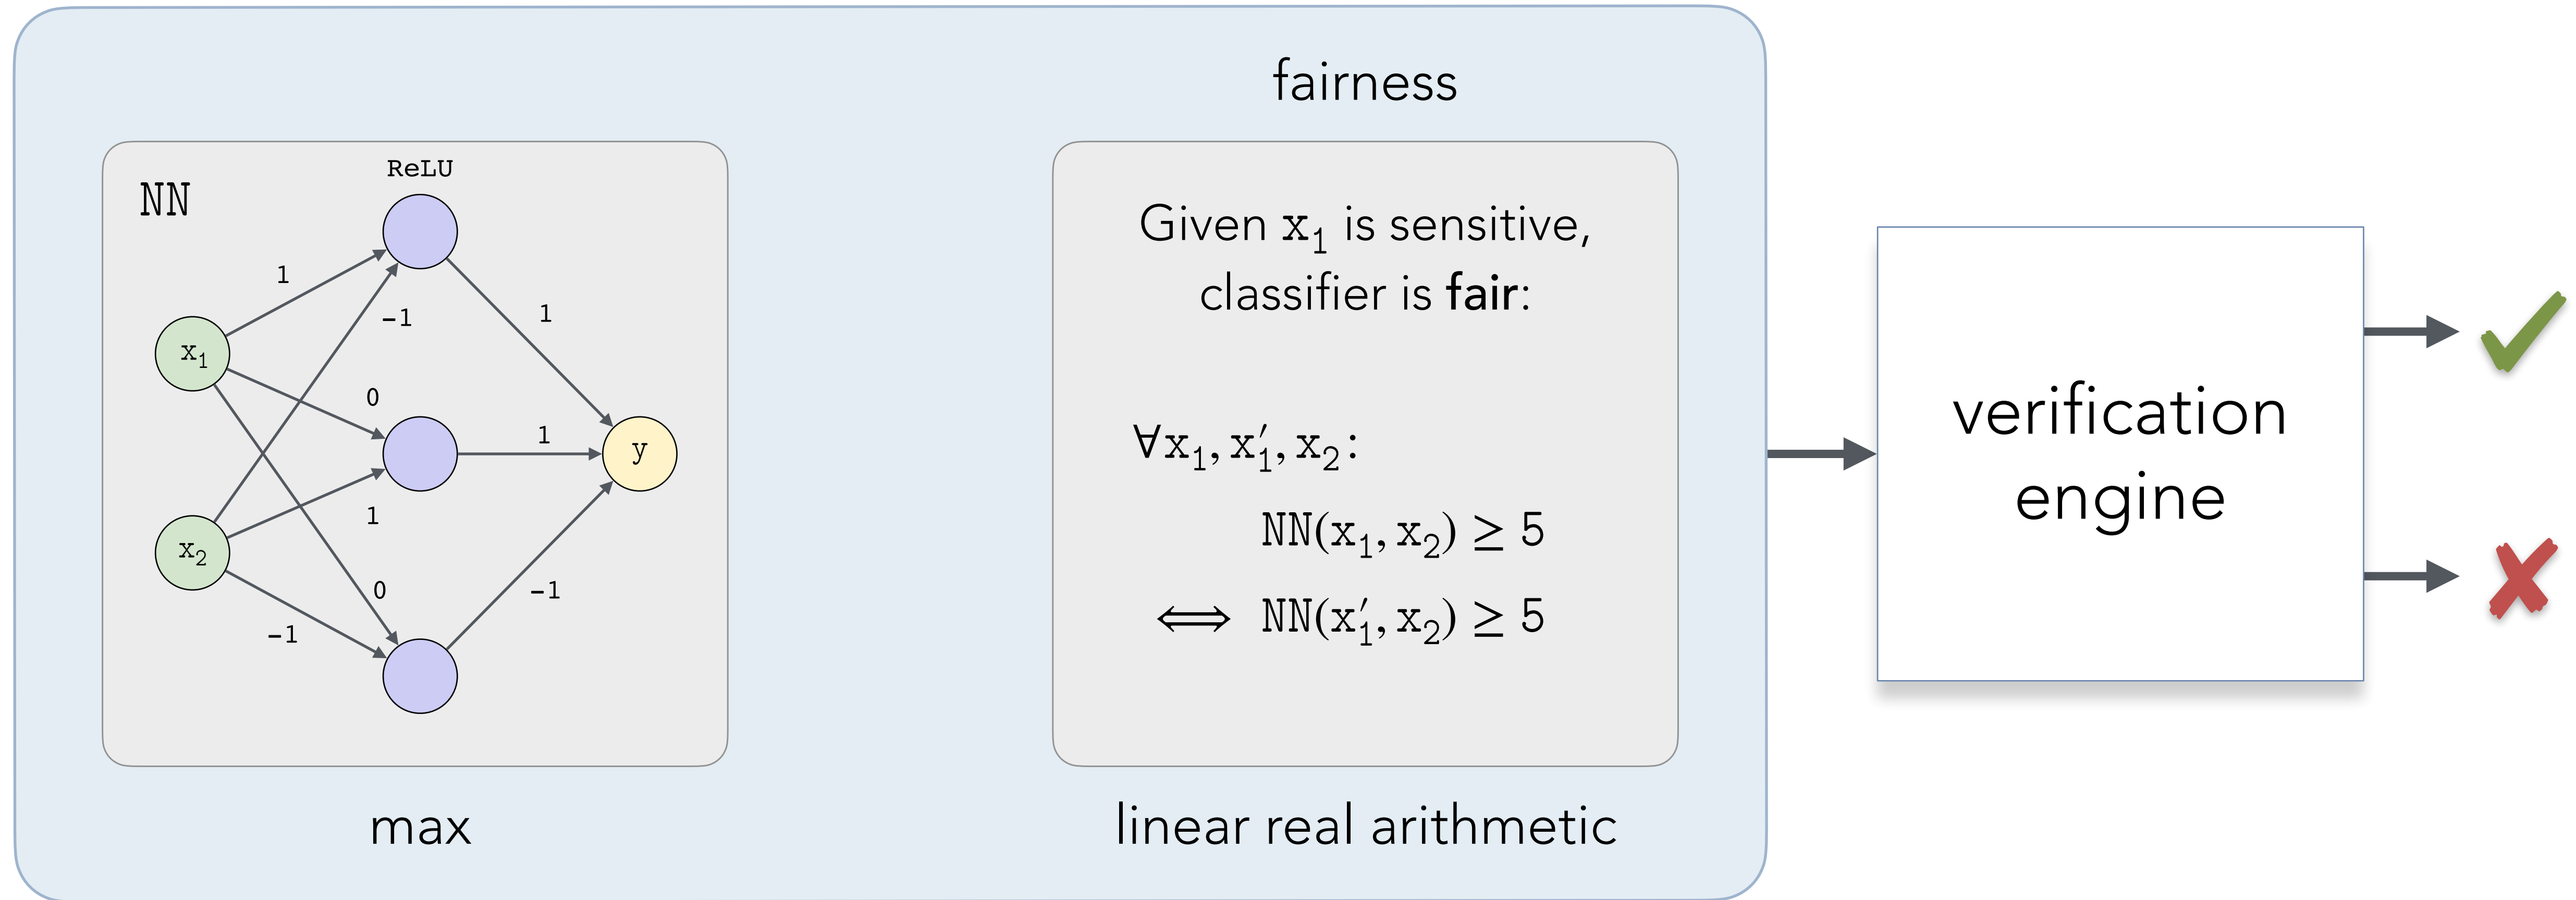 fairness
NN
ReLU
1
-1
1
x₁
0
1
y
x₂
1
0
-1
-1
max
Given x₁ is sensitive,
classifier is fair:
∀x₁, x₁′, x₂:
NN(x₁, x₂) ≥ 5
⟺ NN(x₁′, x₂) ≥ 5
linear real arithmetic
verification
engine